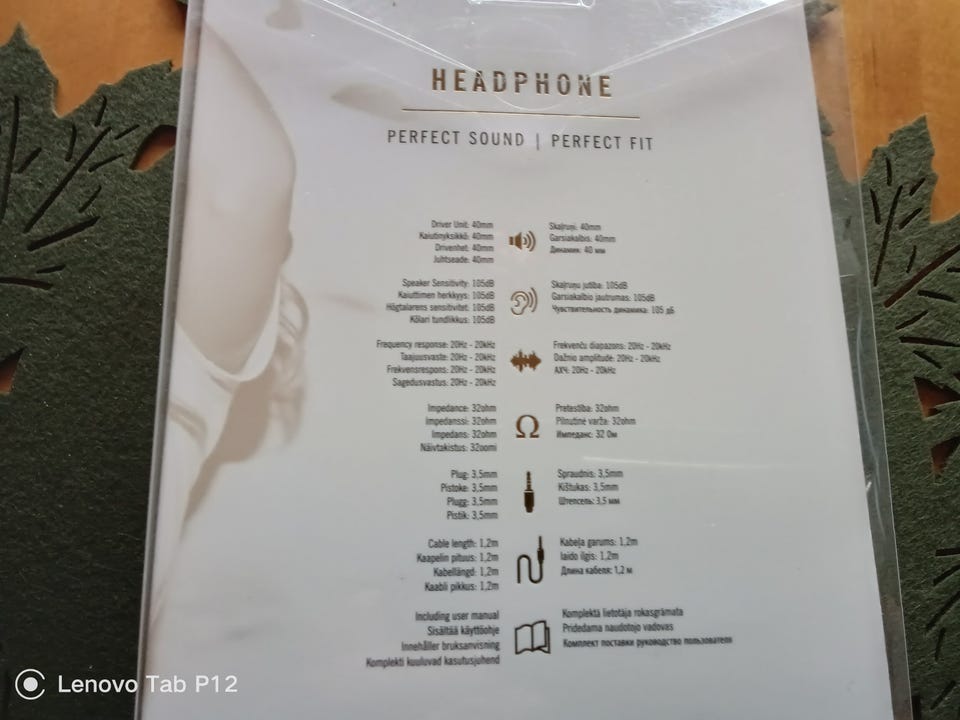 HEADPHONE
PERFECT SOUND | PERFECT FIT
Driver Unit: 40mm
Kaiutinyksikkö: 40mm
Drivenhet: 40mm
Juhtseade: 40mm
Skaļruņi: 40mm
Garsiakalbis: 40mm
Динамик: 40 мм
Speaker Sensitivity: 105dB
Kaiuttimen herkkyys: 105dB
Högtalarens sensitivitet: 105dB
Kõlari tundlikkus: 105dB
Skaļruņu jutība: 105dB
Garsiakalbio jautrumas: 105dB
Чувствительность динамика: 105 дБ
Frequency response: 20Hz - 20kHz
Taajuusvaste: 20Hz - 20kHz
Frekvensrespons: 20Hz - 20kHz
Sagedusvastus: 20Hz - 20kHz
Frekvenču diapazons: 20Hz - 20kHz
Dažnio amplitudė: 20Hz - 20kHz
АХЧ: 20Hz - 20kHz
Impedance: 32ohm
Impedanssi: 32ohm
Impedans: 32ohm
Näivtakistus: 32oomi
Ω
Pretestība: 32ohm
Pilnutinė varža: 32ohm
Импеданс: 32 Ом
Plug: 3,5mm
Pistoke: 3,5mm
Plugg: 3,5mm
Pistik: 3,5mm
Spraudnis: 3,5mm
Kištukas: 3,5mm
Штепсель: 3,5 мм
Cable length: 1,2m
Kaapelin pituus: 1,2m
Kabellängd: 1,2m
Kaabli pikkus: 1,2m
Kabeļa garums: 1,2m
laido ilgis: 1,2m
Длина кабеля: 1,2 м
Including user manual
Sisältää käyttöohje
Innehåller bruksanvisning
Komplekti kuuluvad kasutusjuhend
Komplektā lietotāja rokasgrāmata
Pridedama naudotojo vadovas
Комплект поставки руководство пользователя
Lenovo Tab P12